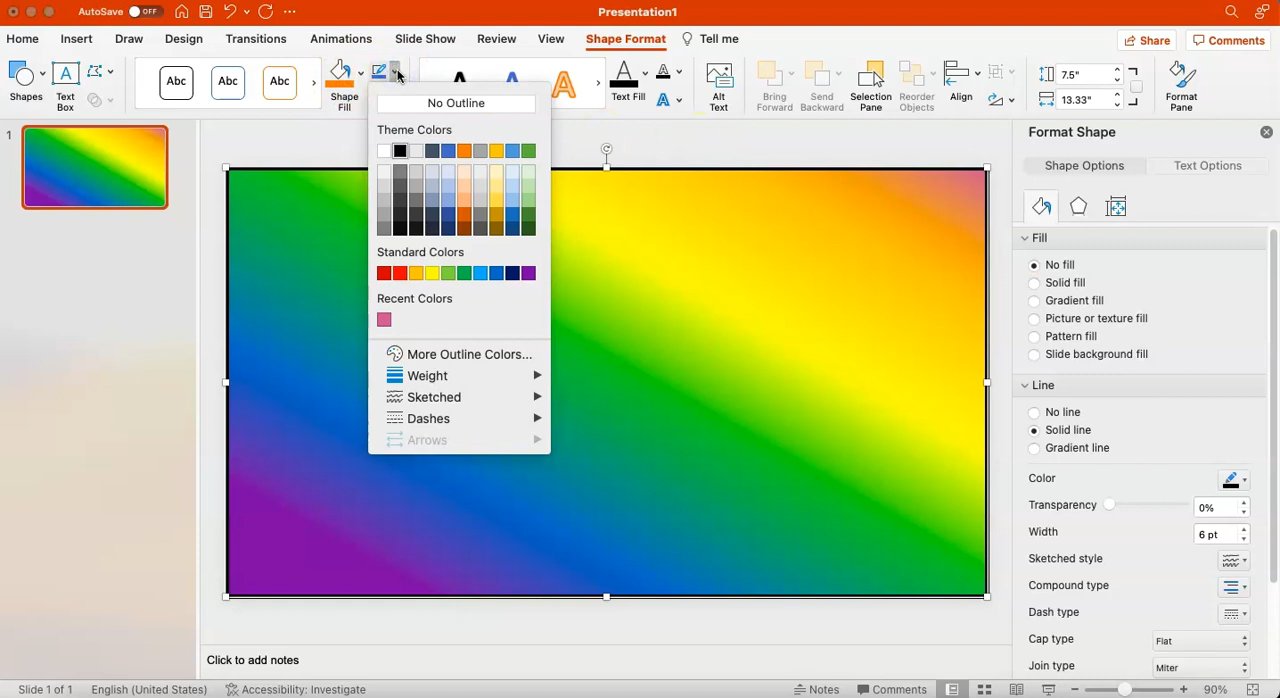 AutoSave OFF Presentation1
Home Insert Draw Design Transitions Animations Slide Show Review View Shape Format Tell me Share Comments
Shapes Text Box Abc Abc Abc Shape Fill A A A Text Fill A A Alt Text Bring Forward Send Backward Selection Pane Reorder Objects Align 7.5" 13.33" Format Pane
1
No Outline
Theme Colors
Standard Colors
Recent Colors
More Outline Colors...
Weight
Sketched
Dashes
Arrows
Format Shape
Shape Options Text Options
Fill
No fill
Solid fill
Gradient fill
Picture or texture fill
Pattern fill
Slide background fill
Line
No line
Solid line
Gradient line
Color
Transparency 0%
Width 6 pt
Sketched style
Compound type
Dash type
Cap type Flat
Join type Miter
Click to add notes
Slide 1 of 1 English (United States) Accessibility: Investigate Notes Comments 90%